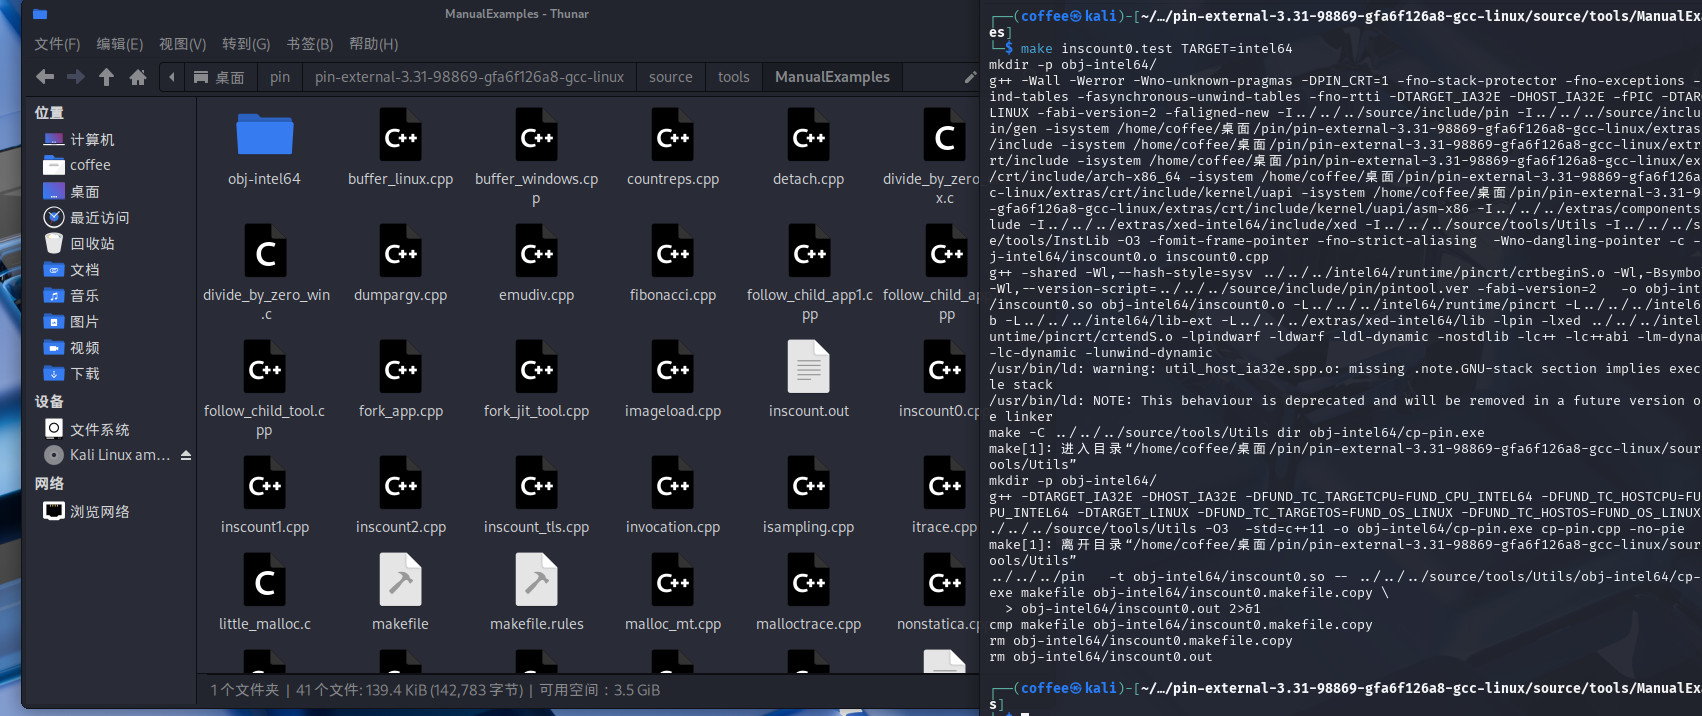 ManualExamples - Thunar
文件(F) 编辑(E) 视图(V) 转到(G) 书签(B) 帮助(H)
桌面 pin pin-external-3.31-98869-gfa6f126a8-gcc-linux source tools ManualExamples
位置
计算机
coffee
桌面
最近访问
回收站
文档
音乐
图片
视频
下载
设备
文件系统
Kali Linux am...
网络
浏览网络
obj-intel64 buffer_linux.cpp buffer_windows.cp countreps.cpp detach.cpp divide_by_zero
p x.c
divide_by_zero_win dumpargv.cpp emudiv.cpp fibonacci.cpp follow_child_app1.c follow_child_ap
.c pp pp
follow_child_tool.c fork_app.cpp fork_jit_tool.cpp imageload.cpp inscount.out inscount0.cp
pp
inscount1.cpp inscount2.cpp inscount_tls.cpp invocation.cpp isampling.cpp itrace.cpp
little_malloc.c makefile makefile.rules malloc_mt.cpp malloctrace.cpp nonstatica.c
1个文件夹 | 41个文件: 139.4 KiB (142,783 字节) | 可用空间：3.5 GiB
┌──(coffee㉿kali)-[~/…/pin-external-3.31-98869-gfa6f126a8-gcc-linux/source/tools/ManualEx
es]
└─$ make inscount0.test TARGET=intel64
mkdir -p obj-intel64/
g++ -Wall -Werror -Wno-unknown-pragmas -DPIN_CRT=1 -fno-stack-protector -fno-exceptions -
ind-tables -fasynchronous-unwind-tables -fno-rtti -DTARGET_IA32E -DHOST_IA32E -fPIC -DTAR
LINUX -fabi-version=2 -faligned-new -I../../../source/include/pin -I../../../source/inclu
in/gen -isystem /home/coffee/桌面/pin/pin-external-3.31-98869-gfa6f126a8-gcc-linux/extras
/include -isystem /home/coffee/桌面/pin/pin-external-3.31-98869-gfa6f126a8-gcc-linux/extr
rt/include -isystem /home/coffee/桌面/pin/pin-external-3.31-98869-gfa6f126a8-gcc-linux/ex
/crt/include/arch-x86_64 -isystem /home/coffee/桌面/pin/pin-external-3.31-98869-gfa6f126a
c-linux/extras/crt/include/kernel/uapi -isystem /home/coffee/桌面/pin/pin-external-3.31-9
-gfa6f126a8-gcc-linux/extras/crt/include/kernel/uapi/asm-x86 -I../../../extras/components
lude -I../../../extras/xed-intel64/include/xed -I../../../source/tools/Utils -I../../../s
e/tools/InstLib -O3 -fomit-frame-pointer -fno-strict-aliasing  -Wno-dangling-pointer -c -
j-intel64/inscount0.o inscount0.cpp
g++ -shared -Wl,--hash-style=sysv ../../../intel64/runtime/pincrt/crtbeginS.o -Wl,-Bsymbo
-Wl,--version-script=../../../source/include/pin/pintool.ver -fabi-version=2   -o obj-int
/inscount0.so obj-intel64/inscount0.o -L../../../intel64/runtime/pincrt -L../../../intel6
b -L../../../intel64/lib-ext -L../../../extras/xed-intel64/lib -lpin -lxed ../../../intel
untime/pincrt/crtendS.o -lpindwarf -ldwarf -ldl-dynamic -nostdlib -lc++ -lc++abi -lm-dyna
-lc-dynamic -lunwind-dynamic
/usr/bin/ld: warning: util_host_ia32e.spp.o: missing .note.GNU-stack section implies exec
le stack
/usr/bin/ld: NOTE: This behaviour is deprecated and will be removed in a future version o
e linker
make -C ../../../source/tools/Utils dir obj-intel64/cp-pin.exe
make[1]: 进入目录“/home/coffee/桌面/pin/pin-external-3.31-98869-gfa6f126a8-gcc-linux/sour
ools/Utils”
mkdir -p obj-intel64/
g++ -DTARGET_IA32E -DHOST_IA32E -DFUND_TC_TARGETCPU=FUND_CPU_INTEL64 -DFUND_TC_HOSTCPU=FU
PU_INTEL64 -DTARGET_LINUX -DFUND_TC_TARGETOS=FUND_OS_LINUX -DFUND_TC_HOSTOS=FUND_OS_LINUX
./../../source/tools/Utils -O3  -std=c++11 -o obj-intel64/cp-pin.exe cp-pin.cpp -no-pie
make[1]: 离开目录“/home/coffee/桌面/pin/pin-external-3.31-98869-gfa6f126a8-gcc-linux/sour
ools/Utils”
../../../pin   -t obj-intel64/inscount0.so -- ../../../source/tools/Utils/obj-intel64/cp-
exe makefile obj-intel64/inscount0.makefile.copy \
  > obj-intel64/inscount0.out 2>&1
cmp makefile obj-intel64/inscount0.makefile.copy
rm obj-intel64/inscount0.makefile.copy
rm obj-intel64/inscount0.out
┌──(coffee㉿kali)-[~/…/pin-external-3.31-98869-gfa6f126a8-gcc-linux/source/tools/ManualEx
s]
└─$